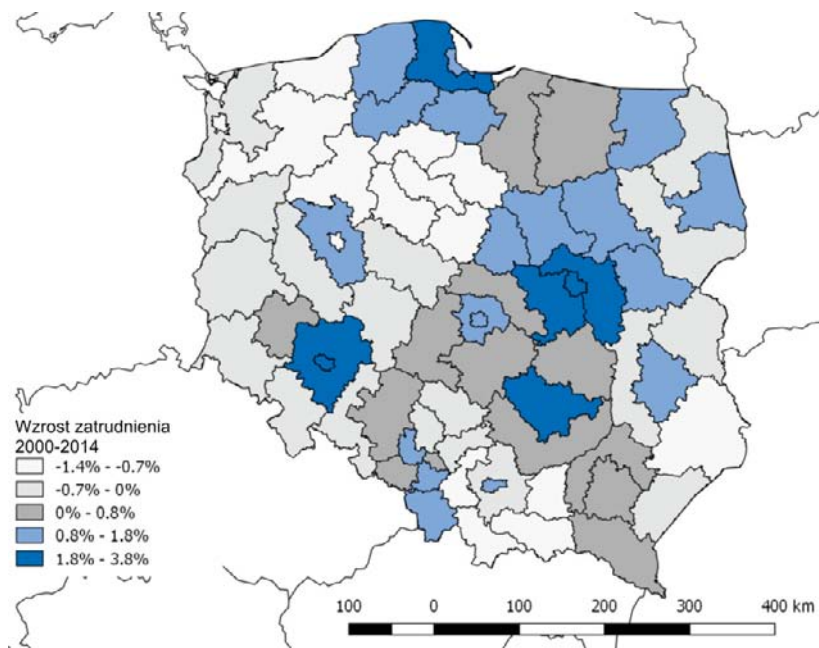 Wzrost zatrudnienia
2000-2014
-1.4% - -0.7%
-0.7% - 0%
0% - 0.8%
0.8% - 1.8%
1.8% - 3.8%
100 0 100 200 300 400 km